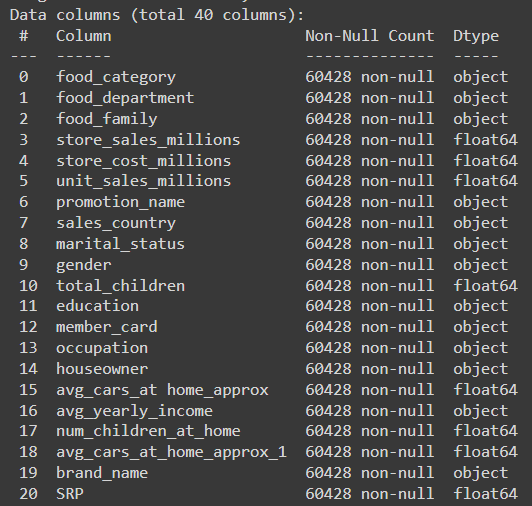 Data columns (total 40 columns):
 #   Column                     Non-Null Count  Dtype
---  ------                     --------------  -----
 0   food_category              60428 non-null  object
 1   food_department            60428 non-null  object
 2   food_family                60428 non-null  object
 3   store_sales_millions       60428 non-null  float64
 4   store_cost_millions        60428 non-null  float64
 5   unit_sales_millions        60428 non-null  float64
 6   promotion_name             60428 non-null  object
 7   sales_country              60428 non-null  object
 8   marital_status             60428 non-null  object
 9   gender                     60428 non-null  object
 10  total_children             60428 non-null  float64
 11  education                  60428 non-null  object
 12  member_card                60428 non-null  object
 13  occupation                 60428 non-null  object
 14  houseowner                 60428 non-null  object
 15  avg_cars_at home_approx    60428 non-null  float64
 16  avg_yearly_income          60428 non-null  object
 17  num_children_at_home       60428 non-null  float64
 18  avg_cars_at_home_approx_1  60428 non-null  float64
 19  brand_name                 60428 non-null  object
 20  SRP                        60428 non-null  float64